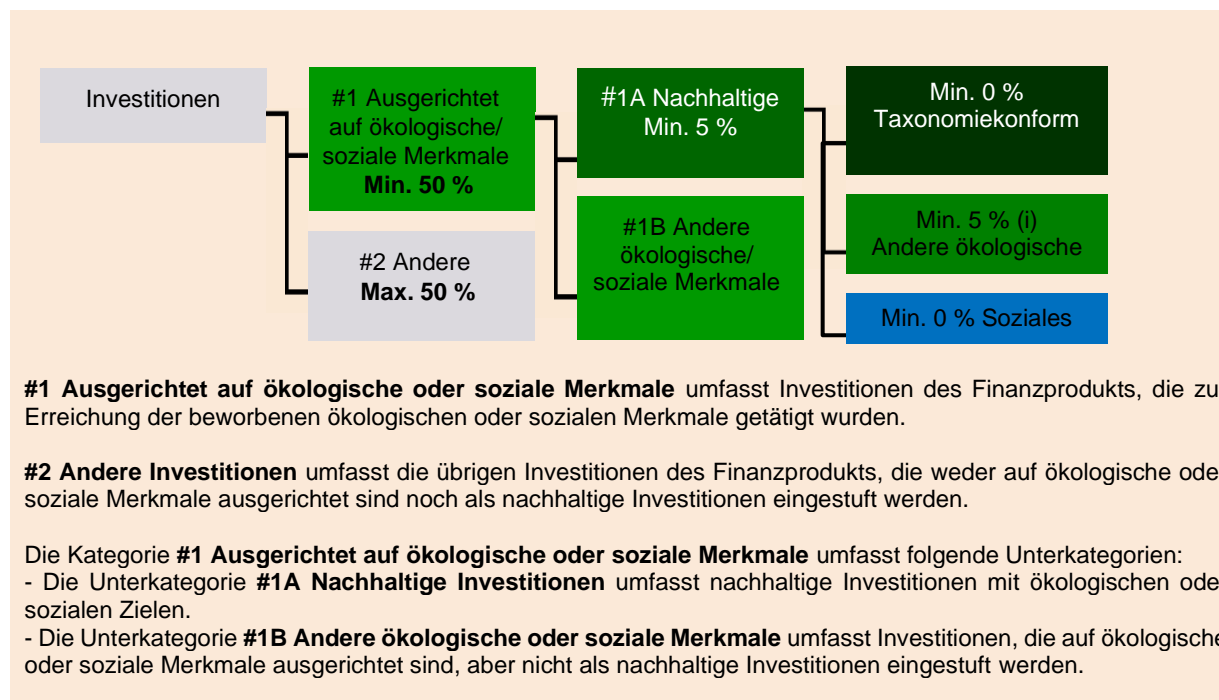 Investitionen
#1 Ausgerichtet
auf ökologische/
soziale Merkmale
Min. 50 %
#2 Andere
Max. 50 %
#1A Nachhaltige
Min. 5 %
#1B Andere
ökologische/
soziale Merkmale
Min. 0 %
Taxonomiekonform
Min. 5 % (i)
Andere ökologische
Min. 0 % Soziales
#1 Ausgerichtet auf ökologische oder soziale Merkmale umfasst Investitionen des Finanzprodukts, die zu
Erreichung der beworbenen ökologischen oder sozialen Merkmale getätigt wurden.
#2 Andere Investitionen umfasst die übrigen Investitionen des Finanzprodukts, die weder auf ökologische ode
soziale Merkmale ausgerichtet sind noch als nachhaltige Investitionen eingestuft werden.
Die Kategorie #1 Ausgerichtet auf ökologische oder soziale Merkmale umfasst folgende Unterkategorien:
- Die Unterkategorie #1A Nachhaltige Investitionen umfasst nachhaltige Investitionen mit ökologischen ode
sozialen Zielen.
- Die Unterkategorie #1B Andere ökologische oder soziale Merkmale umfasst Investitionen, die auf ökologische
oder soziale Merkmale ausgerichtet sind, aber nicht als nachhaltige Investitionen eingestuft werden.